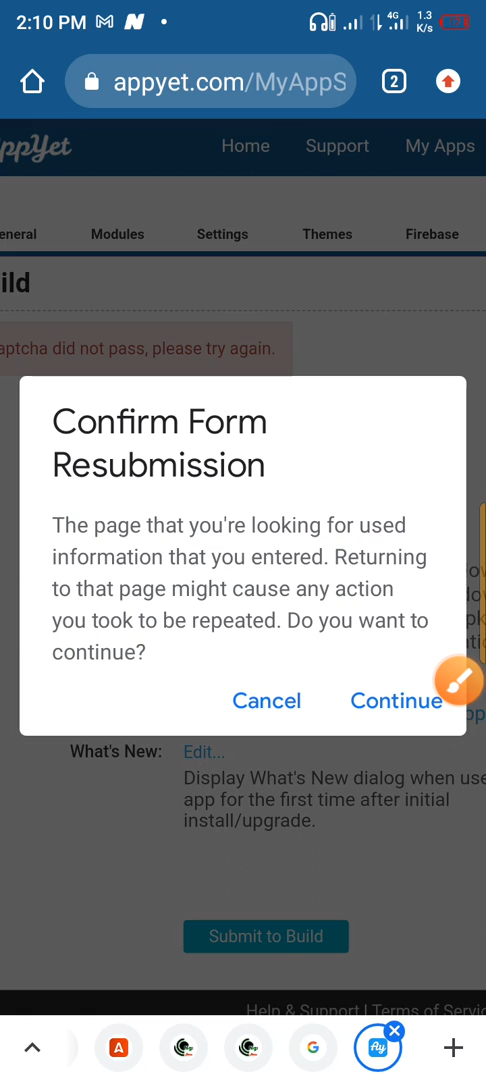 2:10 PM
4G
1.3
K/s
appyet.com/MyAppS
2
ppYet
Home Support My Apps
eneral Modules Settings Themes Firebase
ild
aptcha did not pass, please try again.
Confirm Form
Resubmission
The page that you're looking for used
information that you entered. Returning
to that page might cause any action
you took to be repeated. Do you want to
continue?
Cancel Continue
What's New: Edit...
Display What's New dialog when use
app for the first time after initial
install/upgrade.
Submit to Build
Help & Support | Terms of Servic
A
G
Ay